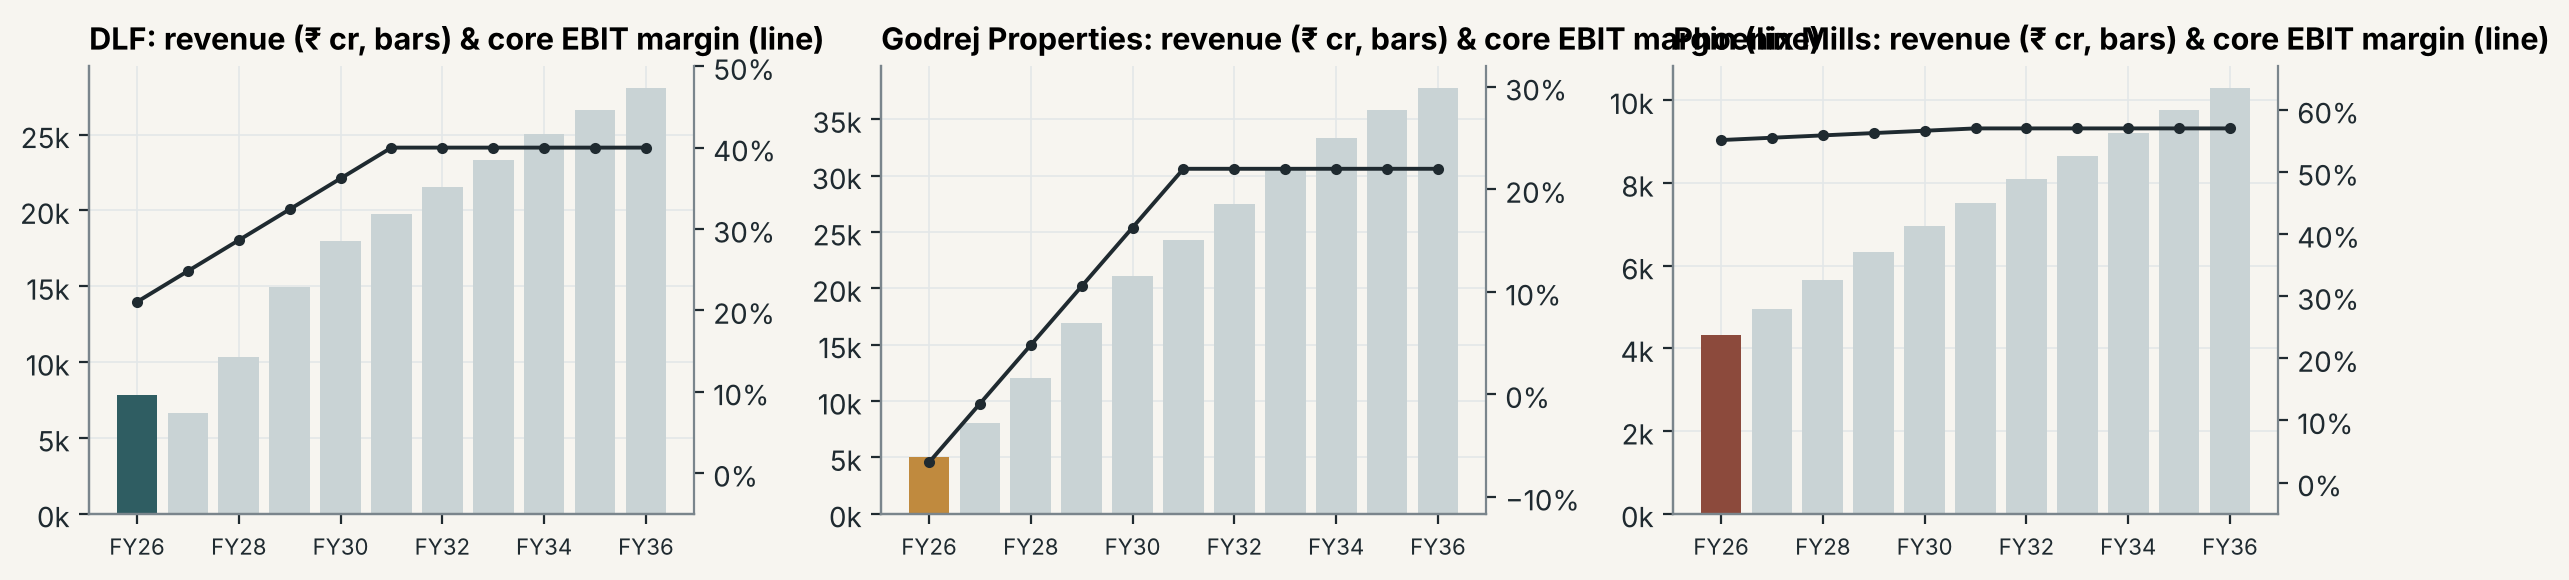 DLF: revenue (₹ cr, bars) & core EBIT margin (line)
50%
40%
30%
20%
10%
0%
25k
20k
15k
10k
5k
0k
FY26 FY28 FY30 FY32 FY34 FY36
Godrej Properties: revenue (₹ cr, bars) & core EBIT margin (line)
30%
20%
10%
0%
−10%
35k
30k
25k
20k
15k
10k
5k
0k
FY26 FY28 FY30 FY32 FY34 FY36
Phoenix Mills: revenue (₹ cr, bars) & core EBIT margin (line)
60%
50%
40%
30%
20%
10%
0%
10k
8k
6k
4k
2k
0k
FY26 FY28 FY30 FY32 FY34 FY36